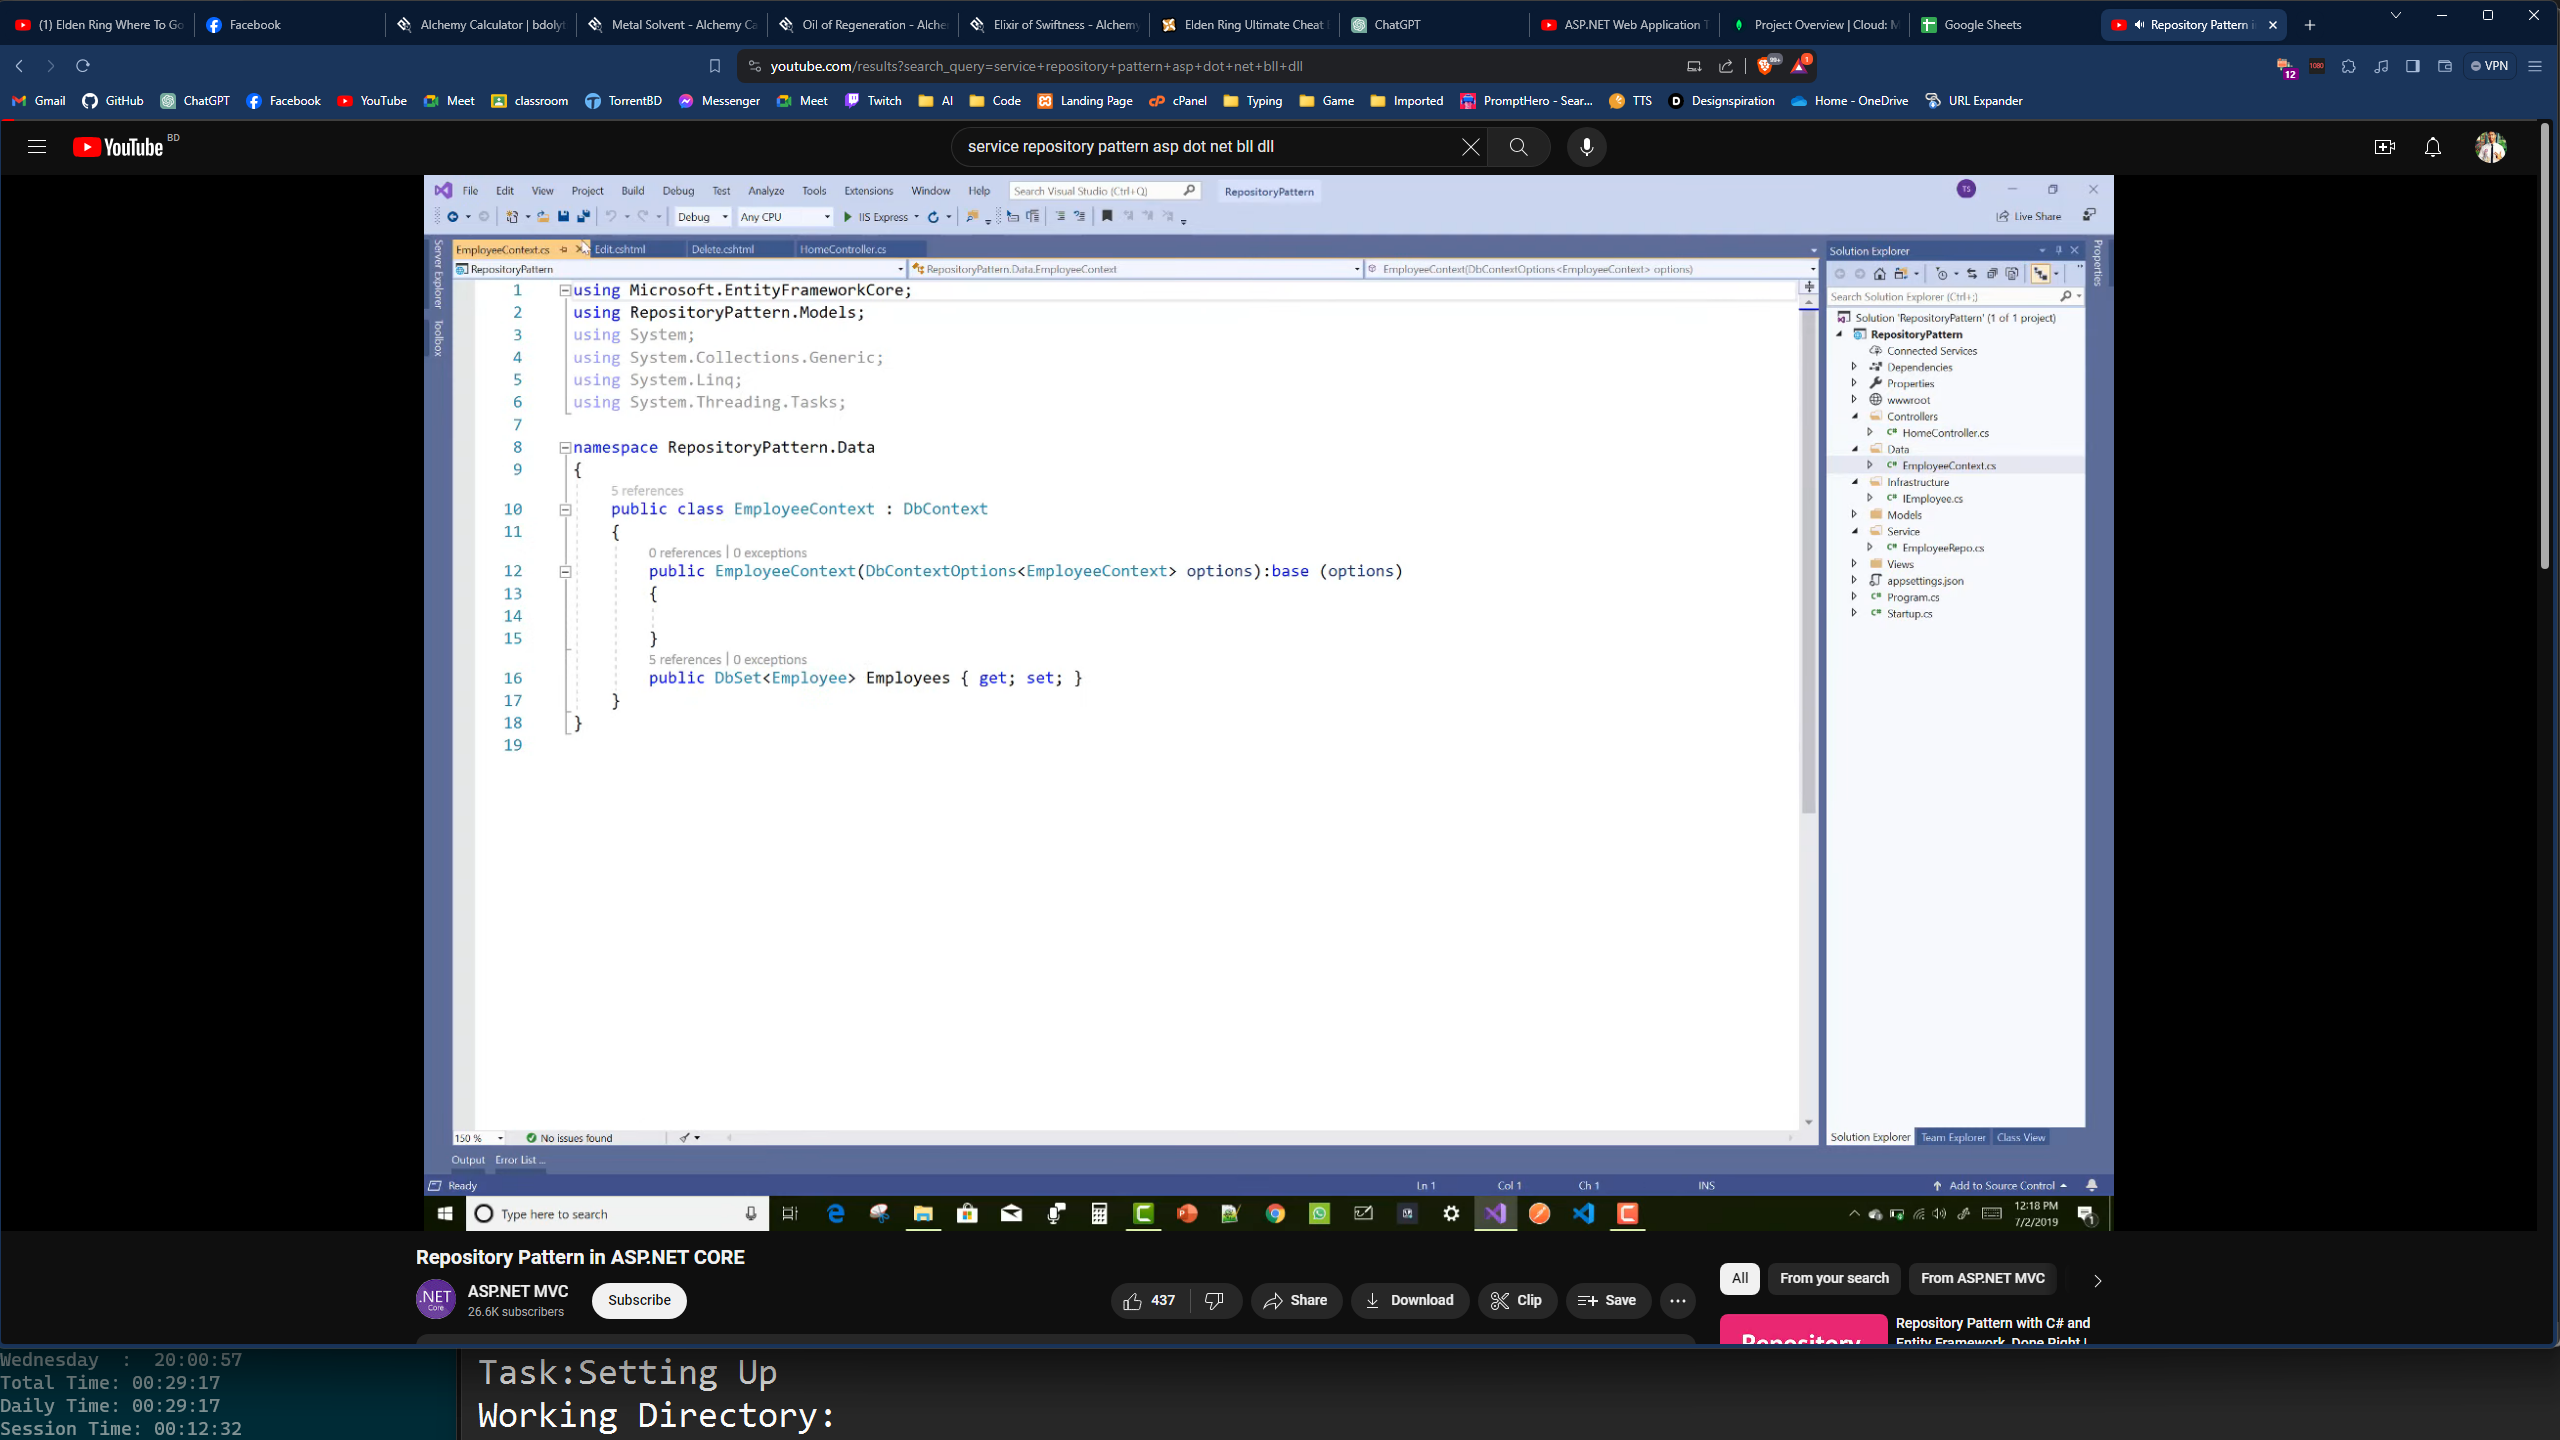 (1) Elden Ring Where To Go
Facebook
Alchemy Calculator | bdolyt
Metal Solvent - Alchemy Ca
Oil of Regeneration - Alche
Elixir of Swiftness - Alchemy
Elden Ring Ultimate Cheat
ChatGPT
ASP.NET Web Application T
Project Overview | Cloud: M
Google Sheets
Repository Pattern in
youtube.com/results?search_query=service+repository+pattern+asp+dot+net+bll+dll
99+
1
12
1080
VPN
Gmail
GitHub
ChatGPT
Facebook
YouTube
Meet
classroom
TorrentBD
Messenger
Meet
Twitch
AI
Code
Landing Page
cPanel
Typing
Game
Imported
PromptHero - Sear...
TTS
Designspiration
Home - OneDrive
URL Expander
YouTube BD
service repository pattern asp dot net bll dll
File Edit View Project Build Debug Test Analyze Tools Extensions Window Help
Search Visual Studio (Ctrl+Q)
RepositoryPattern
TS
Debug
Any CPU
IIS Express
Live Share
Server Explorer
Toolbox
EmployeeContext.cs
Edit.cshtml
Delete.cshtml
HomeController.cs
RepositoryPattern
RepositoryPattern.Data.EmployeeContext
EmployeeContext(DbContextOptions<EmployeeContext> options)
1 using Microsoft.EntityFrameworkCore;
2 using RepositoryPattern.Models;
3 using System;
4 using System.Collections.Generic;
5 using System.Linq;
6 using System.Threading.Tasks;
7
8 namespace RepositoryPattern.Data
9 {
5 references
10 public class EmployeeContext : DbContext
11 {
0 references | 0 exceptions
12 public EmployeeContext(DbContextOptions<EmployeeContext> options):base (options)
13 {
14
15 }
5 references | 0 exceptions
16 public DbSet<Employee> Employees { get; set; }
17 }
18 }
19
Solution Explorer
Search Solution Explorer (Ctrl+;)
Solution 'RepositoryPattern' (1 of 1 project)
RepositoryPattern
Connected Services
Dependencies
Properties
wwwroot
Controllers
C# HomeController.cs
Data
C# EmployeeContext.cs
Infrastructure
C# IEmployee.cs
Models
Service
C# EmployeeRepo.cs
Views
appsettings.json
C# Program.cs
C# Startup.cs
Properties
150 %
No issues found
Solution Explorer
Team Explorer
Class View
Output
Error List ...
Ready
Ln 1
Col 1
Ch 1
INS
Add to Source Control
Type here to search
12:18 PM
7/2/2019
1
Repository Pattern in ASP.NET CORE
.NET
Core
ASP.NET MVC
26.6K subscribers
Subscribe
437
Share
Download
Clip
Save
All
From your search
From ASP.NET MVC
Repository
Repository Pattern with C# and
Entity Framework, Done Right |
Wednesday : 20:00:57
Total Time: 00:29:17
Daily Time: 00:29:17
Session Time: 00:12:32
Task:Setting Up
Working Directory: